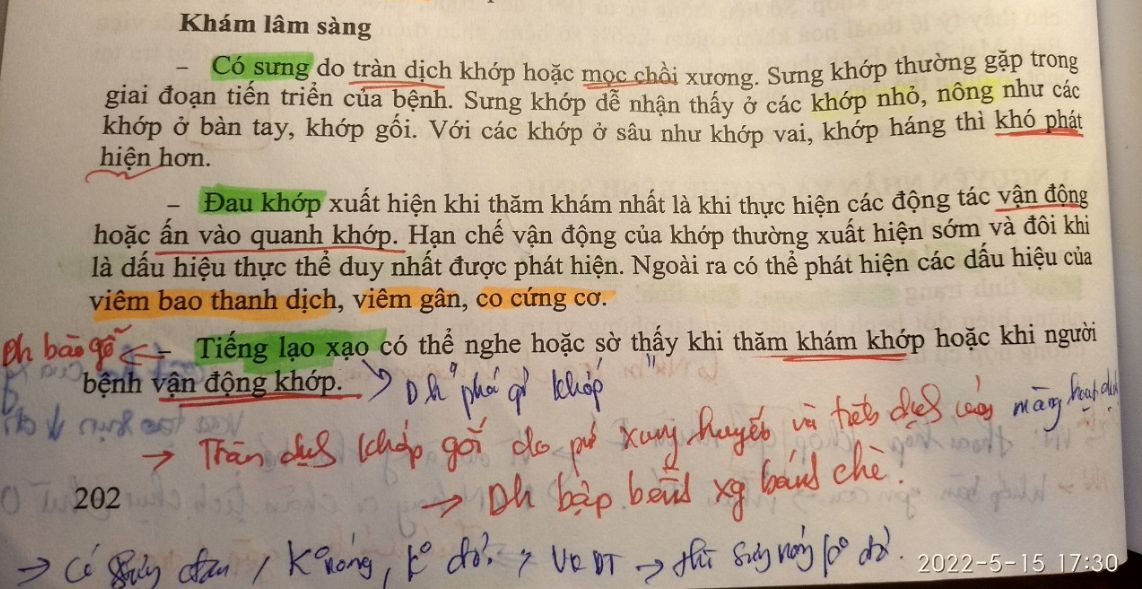 Khám lâm sàng
– Có sưng do tràn dịch khớp hoặc mọc chồi xương. Sưng khớp thường gặp trong
giai đoạn tiến triển của bệnh. Sưng khớp dễ nhận thấy ở các khớp nhỏ, nông như các
khớp ở bàn tay, khớp gối. Với các khớp ở sâu như khớp vai, khớp háng thì khó phát
hiện hơn.
– Đau khớp xuất hiện khi thăm khám nhất là khi thực hiện các động tác vận động
hoặc ấn vào quanh khớp. Hạn chế vận động của khớp thường xuất hiện sớm và đôi khi
là dấu hiệu thực thể duy nhất được phát hiện. Ngoài ra có thể phát hiện các dấu hiệu của
viêm bao thanh dịch, viêm gân, co cứng cơ.
Dh bào gỗ ← – Tiếng lạo xạo có thể nghe hoặc sờ thấy khi thăm khám khớp hoặc khi người
bệnh vận động khớp. → Dh "phá gỉ khớp"
→ Tràn dịch khớp gối do xung huyết và tiết dịch màng hoạt dịch
→ Dh bập bềnh xg bánh chè.
202
→ Có sưng đau, K° nóng, K° đỏ. VKDT → thì sưng nóng K° đỏ.
2022-5-15 17:30